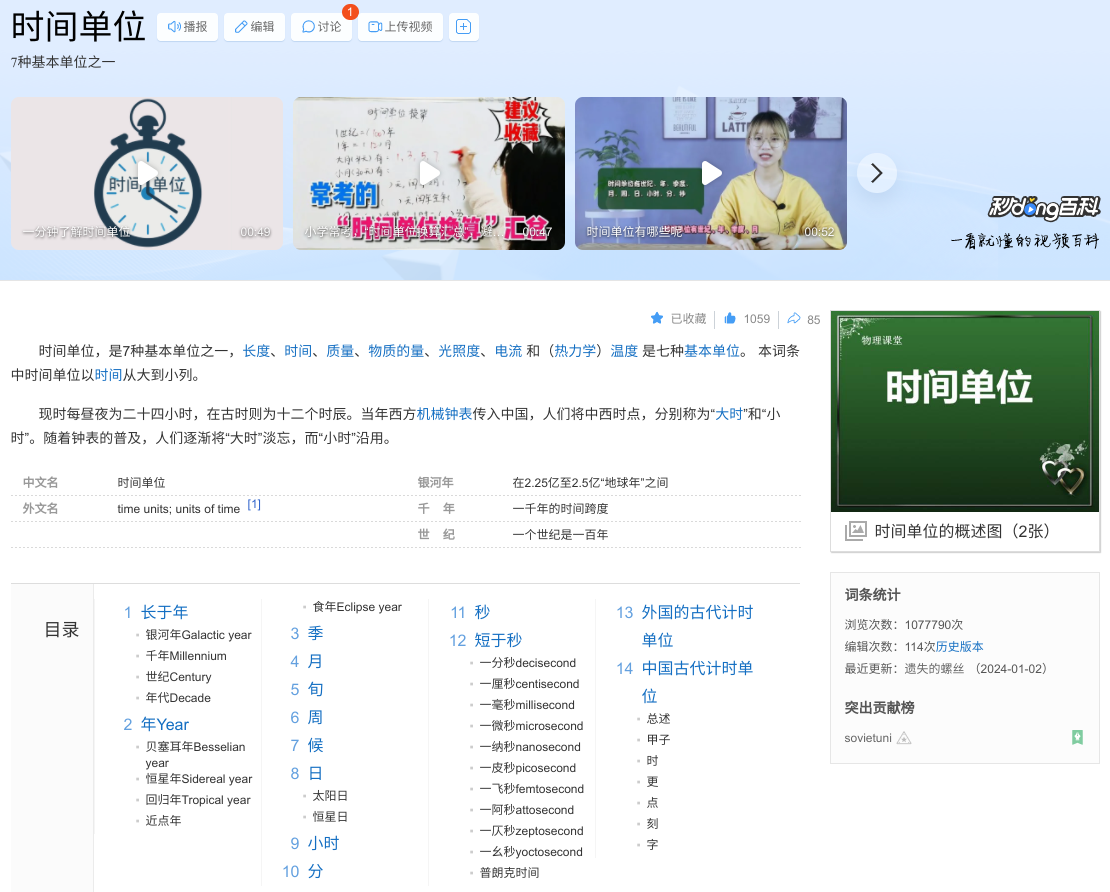 时间单位
播报
编辑
讨论
1
上传视频
7种基本单位之一
时间单位
一分钟了解时间单位
00:49
时间单位换算
建议
收藏
常考的
“时间单位换算”汇总
00:47
LATT
时间单位有世纪、年、季度、
月、周、日、小时、分、秒
时间单位有哪些呢
00:52
秒dong百科
一看就懂的视频百科
已收藏
1059
85
时间单位，是7种基本单位之一，长度、时间、质量、物质的量、光照度、电流 和（热力学）温度 是七种基本单位。 本词条
中时间单位以时间从大到小列。
现时每昼夜为二十四小时，在古时则为十二个时辰。当年西方机械钟表传入中国，人们将中西时点，分别称为“大时”和“小
时”。随着钟表的普及，人们逐渐将“大时”淡忘，而“小时”沿用。
中文名 时间单位
外文名 time units; units of time [1]
银河年 在2.25亿至2.5亿“地球年”之间
千 年 一千年的时间跨度
世 纪 一个世纪是一百年
物理课堂
时间单位
时间单位的概述图（2张）
词条统计
浏览次数：1077790次
编辑次数：114次历史版本
最近更新：遗失的螺丝 （2024-01-02）
突出贡献榜
sovietuni
目录
1 长于年
银河年Galactic year
千年Millennium
世纪Century
年代Decade
2 年Year
贝塞耳年Besselian
year
恒星年Sidereal year
回归年Tropical year
近点年
食年Eclipse year
3 季
4 月
5 旬
6 周
7 候
8 日
太阳日
恒星日
9 小时
10 分
11 秒
12 短于秒
一分秒decisecond
一厘秒centisecond
一毫秒millisecond
一微秒microsecond
一纳秒nanosecond
一皮秒picosecond
一飞秒femtosecond
一阿秒attosecond
一仄秒zeptosecond
一幺秒yoctosecond
普朗克时间
13 外国的古代计时
单位
14 中国古代计时单
位
总述
甲子
时
更
点
刻
字